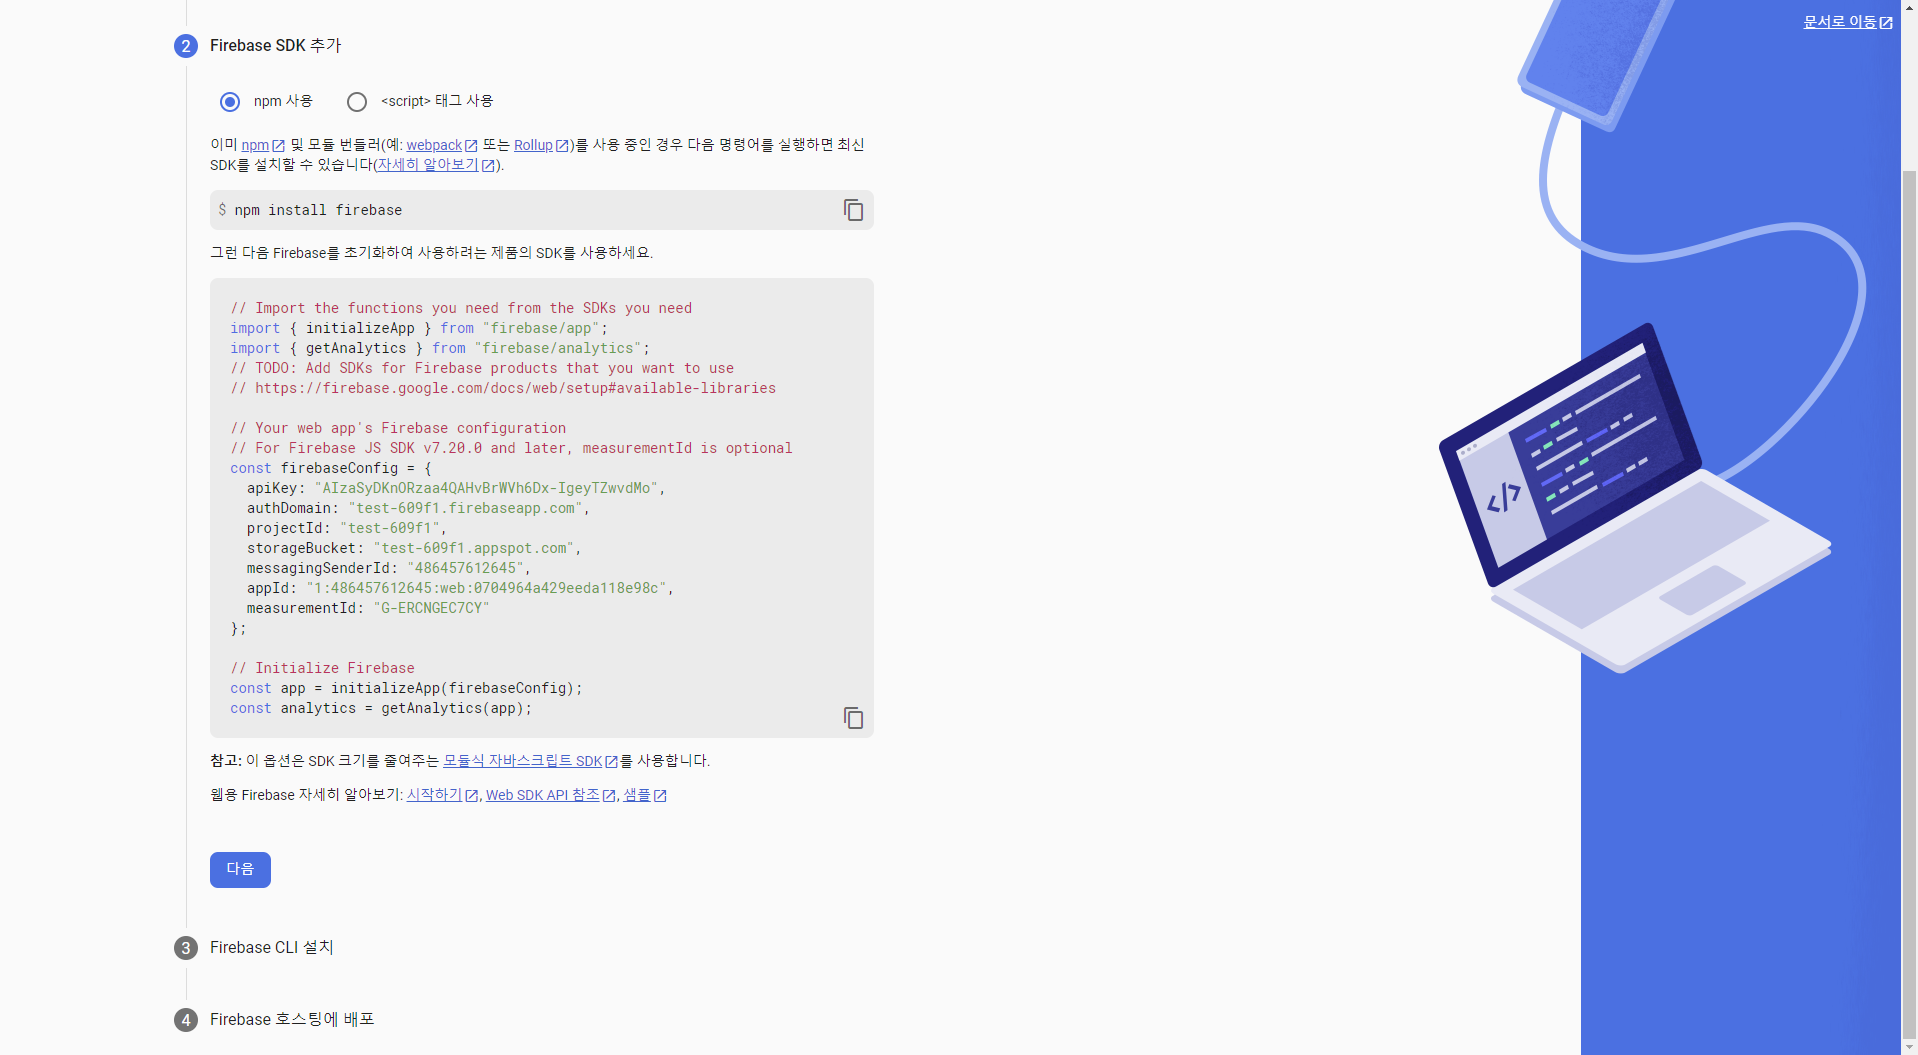 문서로 이동
2 Firebase SDK 추가
npm 사용 <script> 태그 사용
이미 npm 및 모듈 번들러(예: webpack 또는 Rollup)를 사용 중인 경우 다음 명령어를 실행하면 최신
SDK를 설치할 수 있습니다(자세히 알아보기).
$ npm install firebase
그런 다음 Firebase를 초기화하여 사용하려는 제품의 SDK를 사용하세요.
// Import the functions you need from the SDKs you need
import { initializeApp } from "firebase/app";
import { getAnalytics } from "firebase/analytics";
// TODO: Add SDKs for Firebase products that you want to use
// https://firebase.google.com/docs/web/setup#available-libraries
// Your web app's Firebase configuration
// For Firebase JS SDK v7.20.0 and later, measurementId is optional
const firebaseConfig = {
apiKey: "AIzaSyDKnORzaa4QAHvBrWVh6Dx-IgeyTZwvdMo",
authDomain: "test-609f1.firebaseapp.com",
projectId: "test-609f1",
storageBucket: "test-609f1.appspot.com",
messagingSenderId: "486457612645",
appId: "1:486457612645:web:0704964a429eeda118e98c",
measurementId: "G-ERCNGEC7CY"
};
// Initialize Firebase
const app = initializeApp(firebaseConfig);
const analytics = getAnalytics(app);
참고: 이 옵션은 SDK 크기를 줄여주는 모듈식 자바스크립트 SDK를 사용합니다.
웹용 Firebase 자세히 알아보기: 시작하기, Web SDK API 참조, 샘플
다음
3 Firebase CLI 설치
4 Firebase 호스팅에 배포